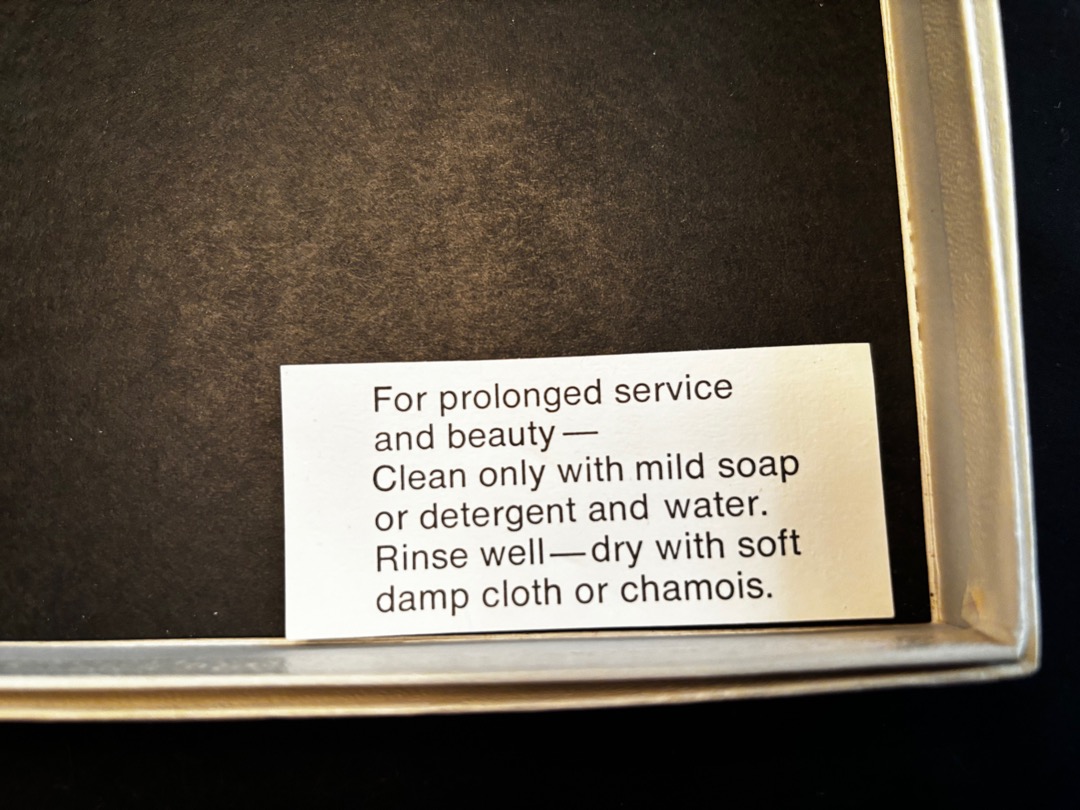 For prolonged service
and beauty —
Clean only with mild soap
or detergent and water.
Rinse well—dry with soft
damp cloth or chamois.